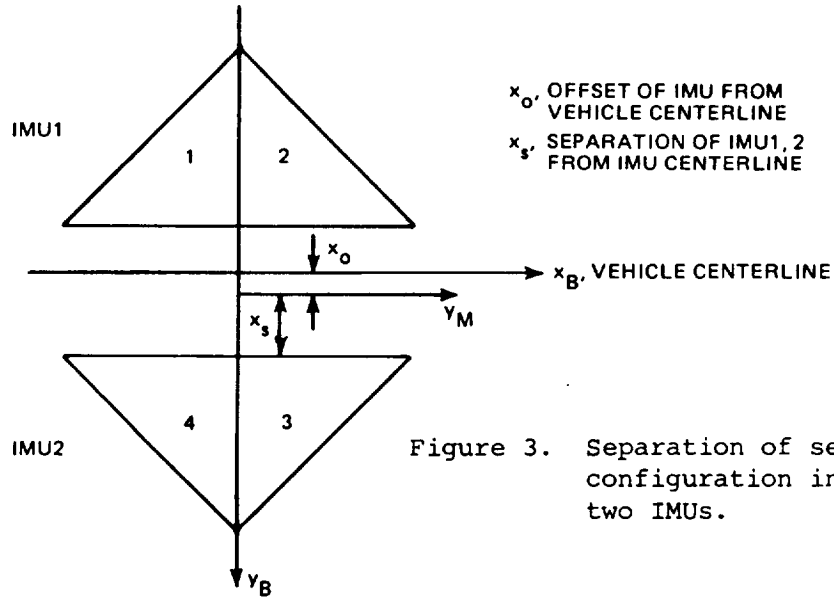 IMU1
1
2
x_o, OFFSET OF IMU FROM
VEHICLE CENTERLINE
x_s, SEPARATION OF IMU1, 2
FROM IMU CENTERLINE
x_o
x_B, VEHICLE CENTERLINE
x_s
y_M
4
3
IMU2
Figure 3. Separation of se
configuration in
two IMUs.
y_B